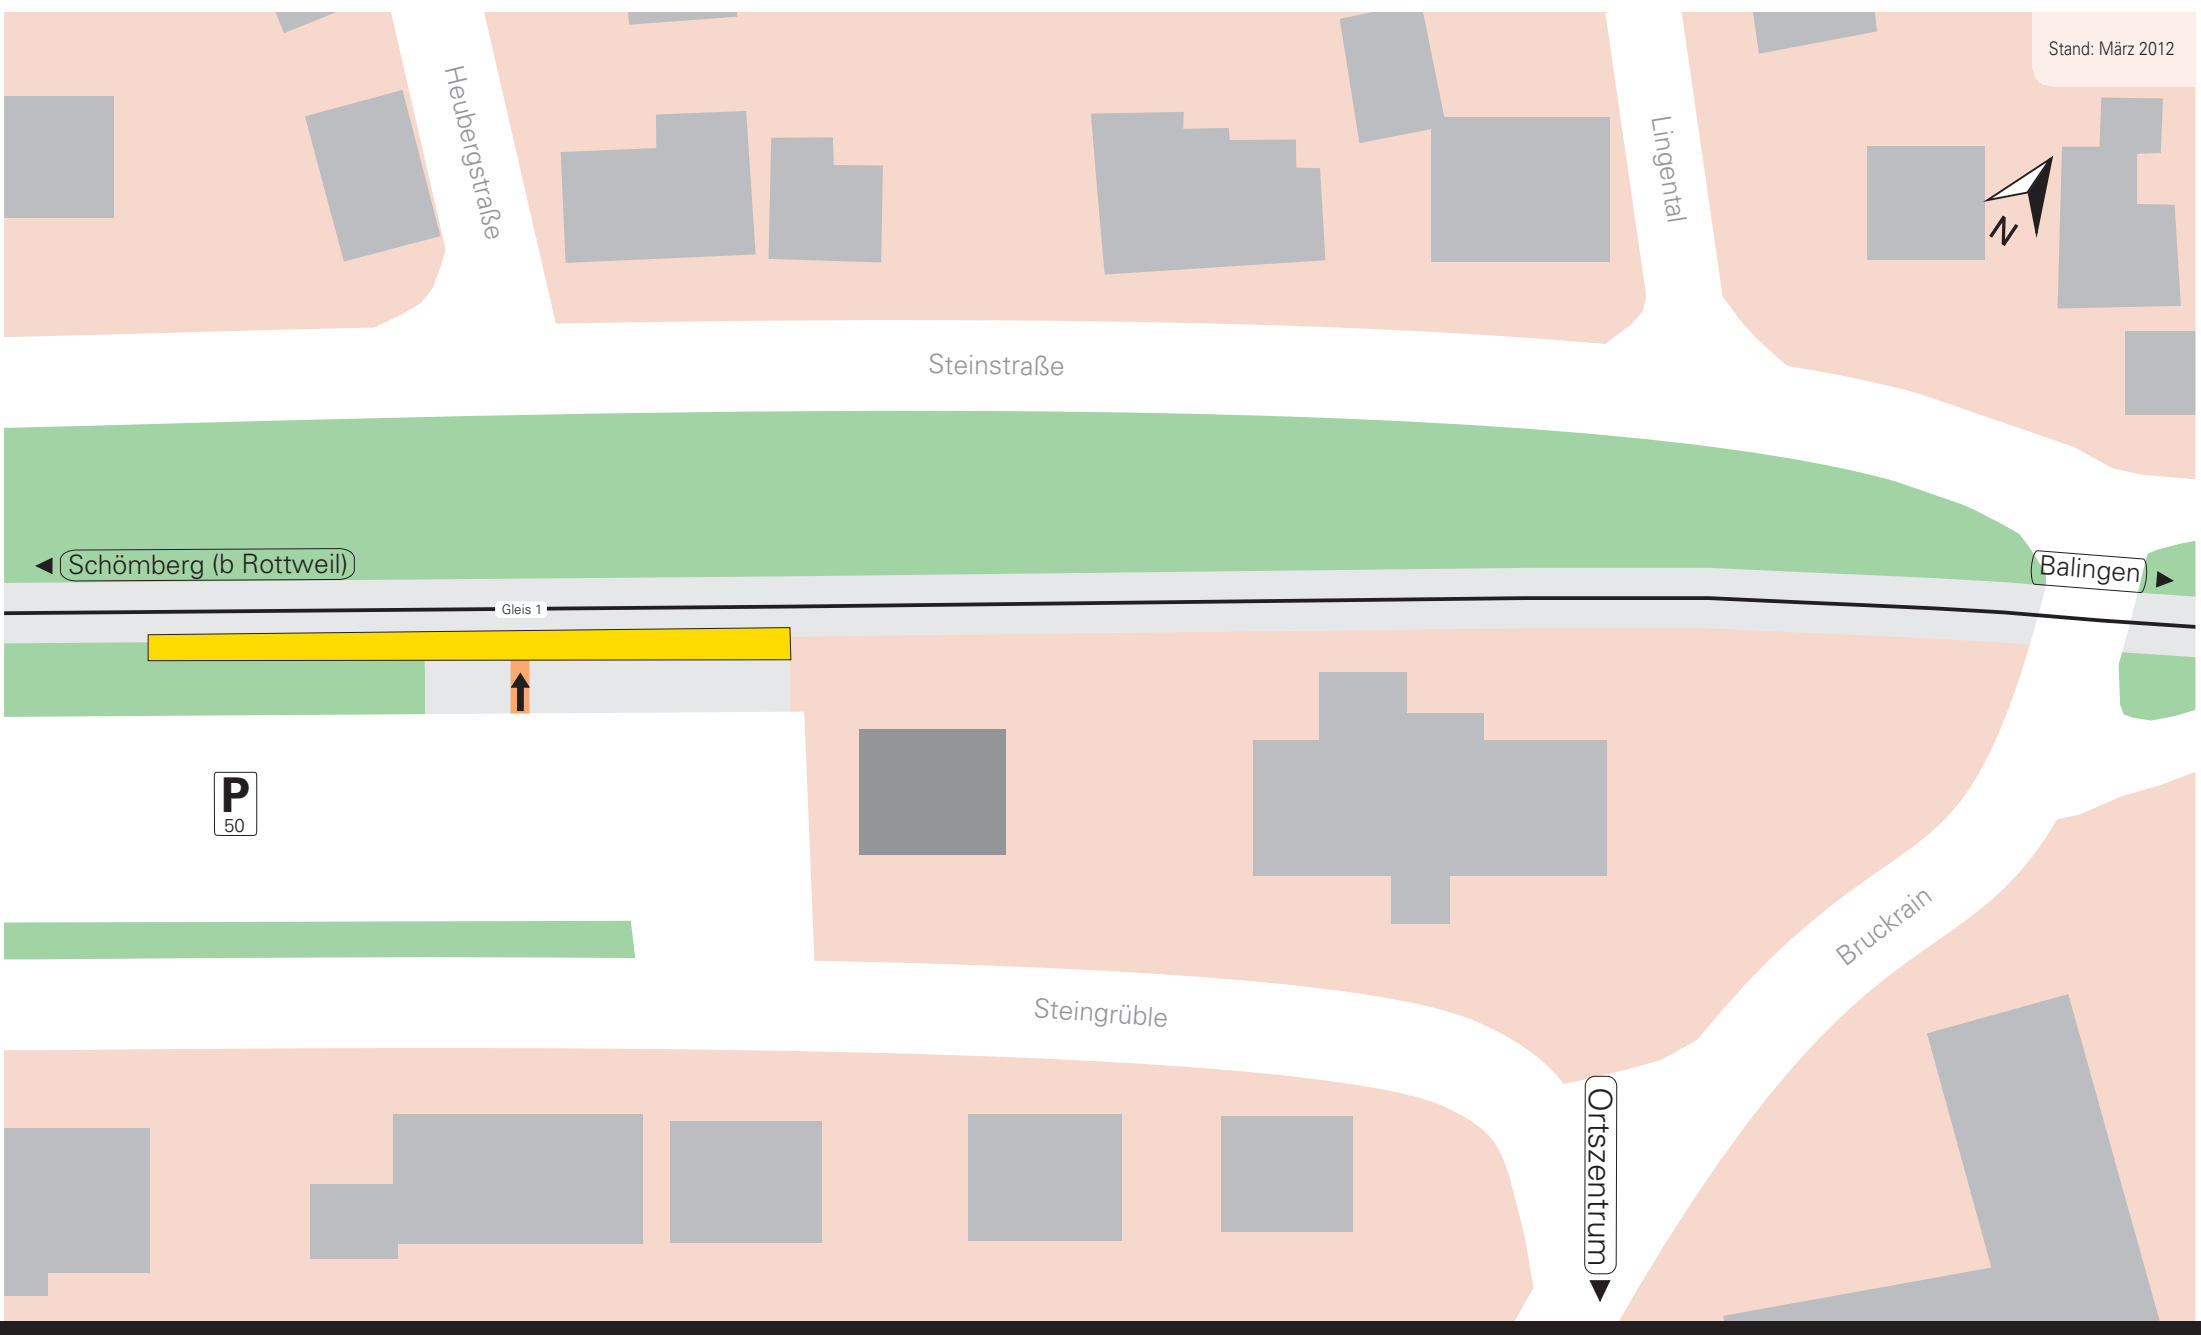 Stand: März 2012
Heubergstraße
Lingental
N
Steinstraße
Schömberg (b Rottweil)
Balingen
Gleis 1
P
50
Bruckrain
Steingrüble
Ortszentrum